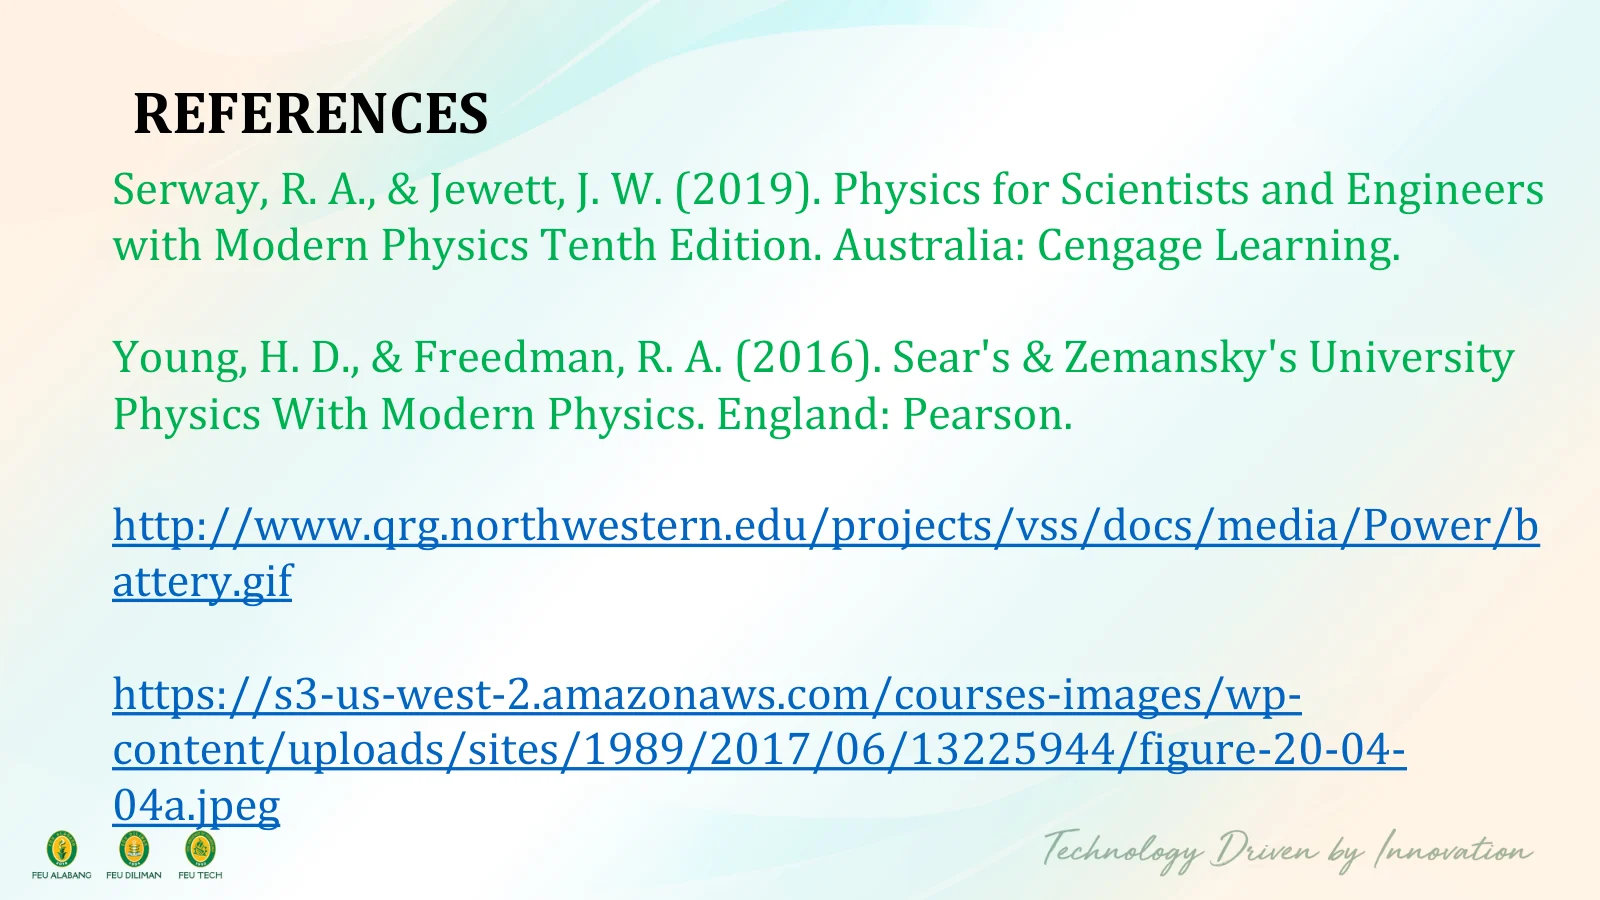 REFERENCES
Serway, R. A., & Jewett, J. W. (2019). Physics for Scientists and Engineers
with Modern Physics Tenth Edition. Australia: Cengage Learning.
Young, H. D., & Freedman, R. A. (2016). Sear's & Zemansky's University
Physics With Modern Physics. England: Pearson.
http://www.qrg.northwestern.edu/projects/vss/docs/media/Power/b
attery.gif
https://s3-us-west-2.amazonaws.com/courses-images/wp-
content/uploads/sites/1989/2017/06/13225944/figure-20-04-
04a.jpeg
FEU ALABANG FEU DILIMAN FEU TECH
Technology Driven by Innovation